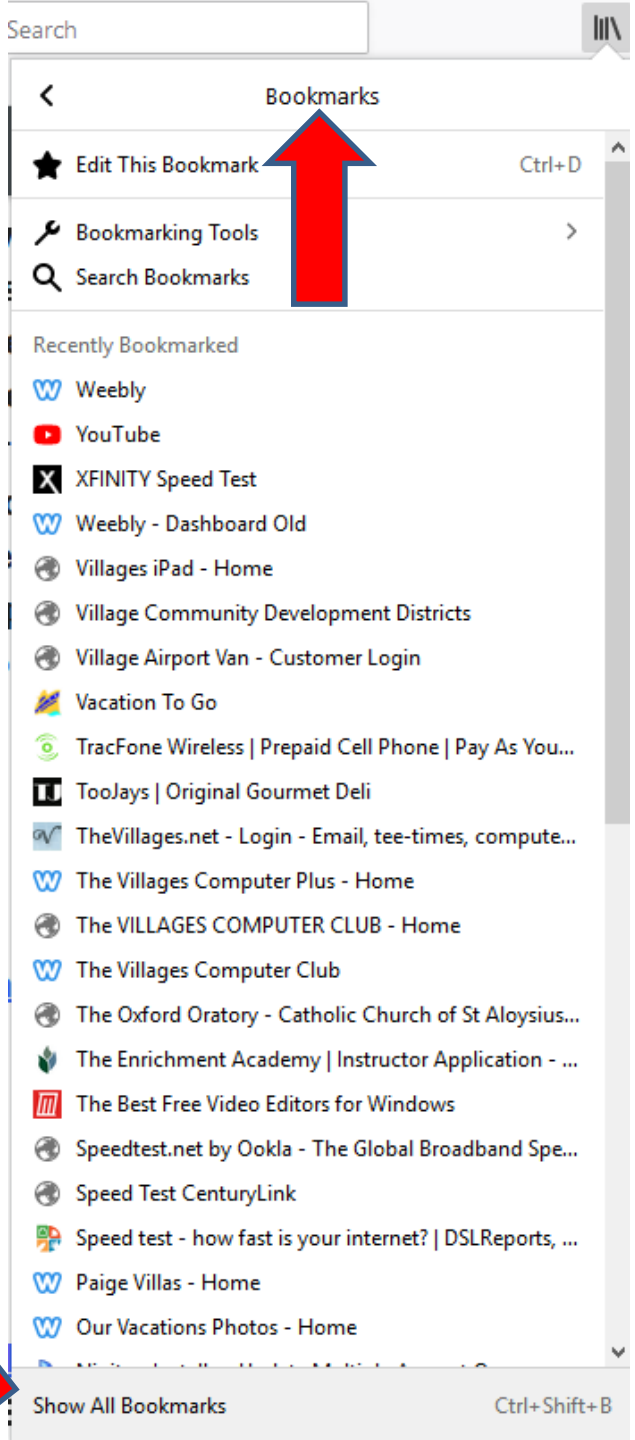 Search
Bookmarks
Edit This Bookmark Ctrl+D
Bookmarking Tools
Search Bookmarks
Recently Bookmarked
Weebly
YouTube
XFINITY Speed Test
Weebly - Dashboard Old
Villages iPad - Home
Village Community Development Districts
Village Airport Van - Customer Login
Vacation To Go
TracFone Wireless | Prepaid Cell Phone | Pay As You...
TooJays | Original Gourmet Deli
TheVillages.net - Login - Email, tee-times, compute...
The Villages Computer Plus - Home
The VILLAGES COMPUTER CLUB - Home
The Villages Computer Club
The Oxford Oratory - Catholic Church of St Aloysius...
The Enrichment Academy | Instructor Application - ...
The Best Free Video Editors for Windows
Speedtest.net by Ookla - The Global Broadband Spe...
Speed Test CenturyLink
Speed test - how fast is your internet? | DSLReports, ...
Paige Villas - Home
Our Vacations Photos - Home
Show All Bookmarks Ctrl+Shift+B